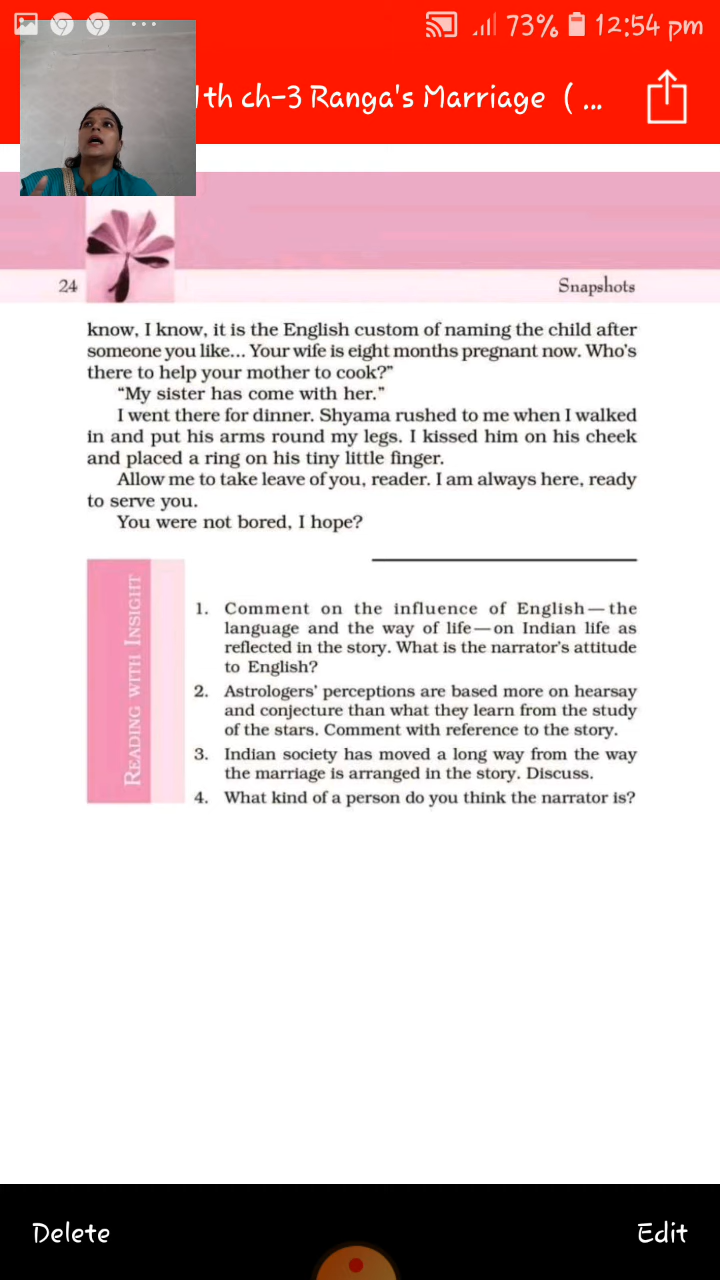 73% 12:54 pm
1th ch-3 Ranga's Marriage ( ...
24 Snapshots
know, I know, it is the English custom of naming the child after
someone you like... Your wife is eight months pregnant now. Who's
there to help your mother to cook?"
"My sister has come with her."
I went there for dinner. Shyama rushed to me when I walked
in and put his arms round my legs. I kissed him on his cheek
and placed a ring on his tiny little finger.
Allow me to take leave of you, reader. I am always here, ready
to serve you.
You were not bored, I hope?
READING WITH INSIGHT
1. Comment on the influence of English—the
language and the way of life—on Indian life as
reflected in the story. What is the narrator's attitude
to English?
2. Astrologers' perceptions are based more on hearsay
and conjecture than what they learn from the study
of the stars. Comment with reference to the story.
3. Indian society has moved a long way from the way
the marriage is arranged in the story. Discuss.
4. What kind of a person do you think the narrator is?
Delete Edit